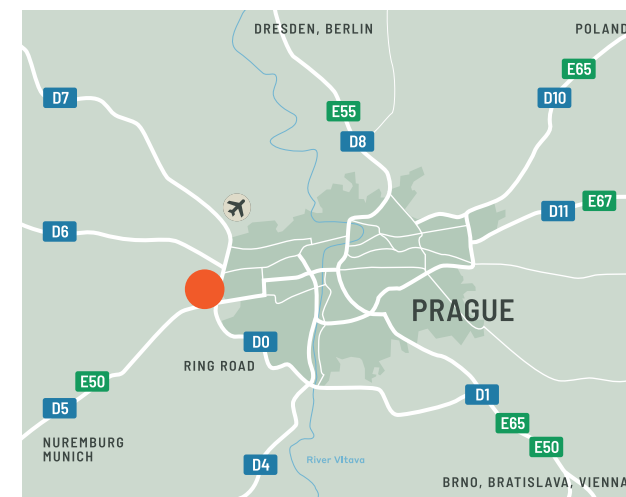 DRESDEN, BERLIN
POLAND
E65
D7
D10
E55
D8
E67
D11
D6
PRAGUE
D0
RING ROAD
E50
D1
D5
E65
NUREMBURG
MUNICH
E50
River Vltava
D4
BRNO, BRATISLAVA, VIENNA